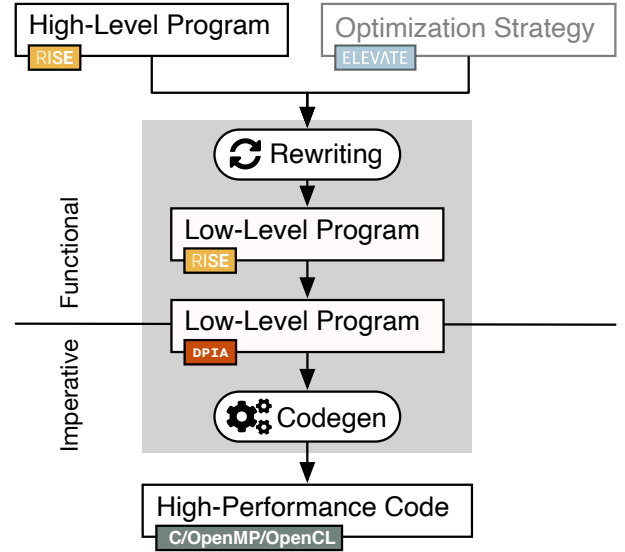 High-Level Program
RISE
Optimization Strategy
ELEVATE
Rewriting
Functional
Low-Level Program
RISE
Low-Level Program
DPIA
Imperative
Codegen
High-Performance Code
C/OpenMP/OpenCL